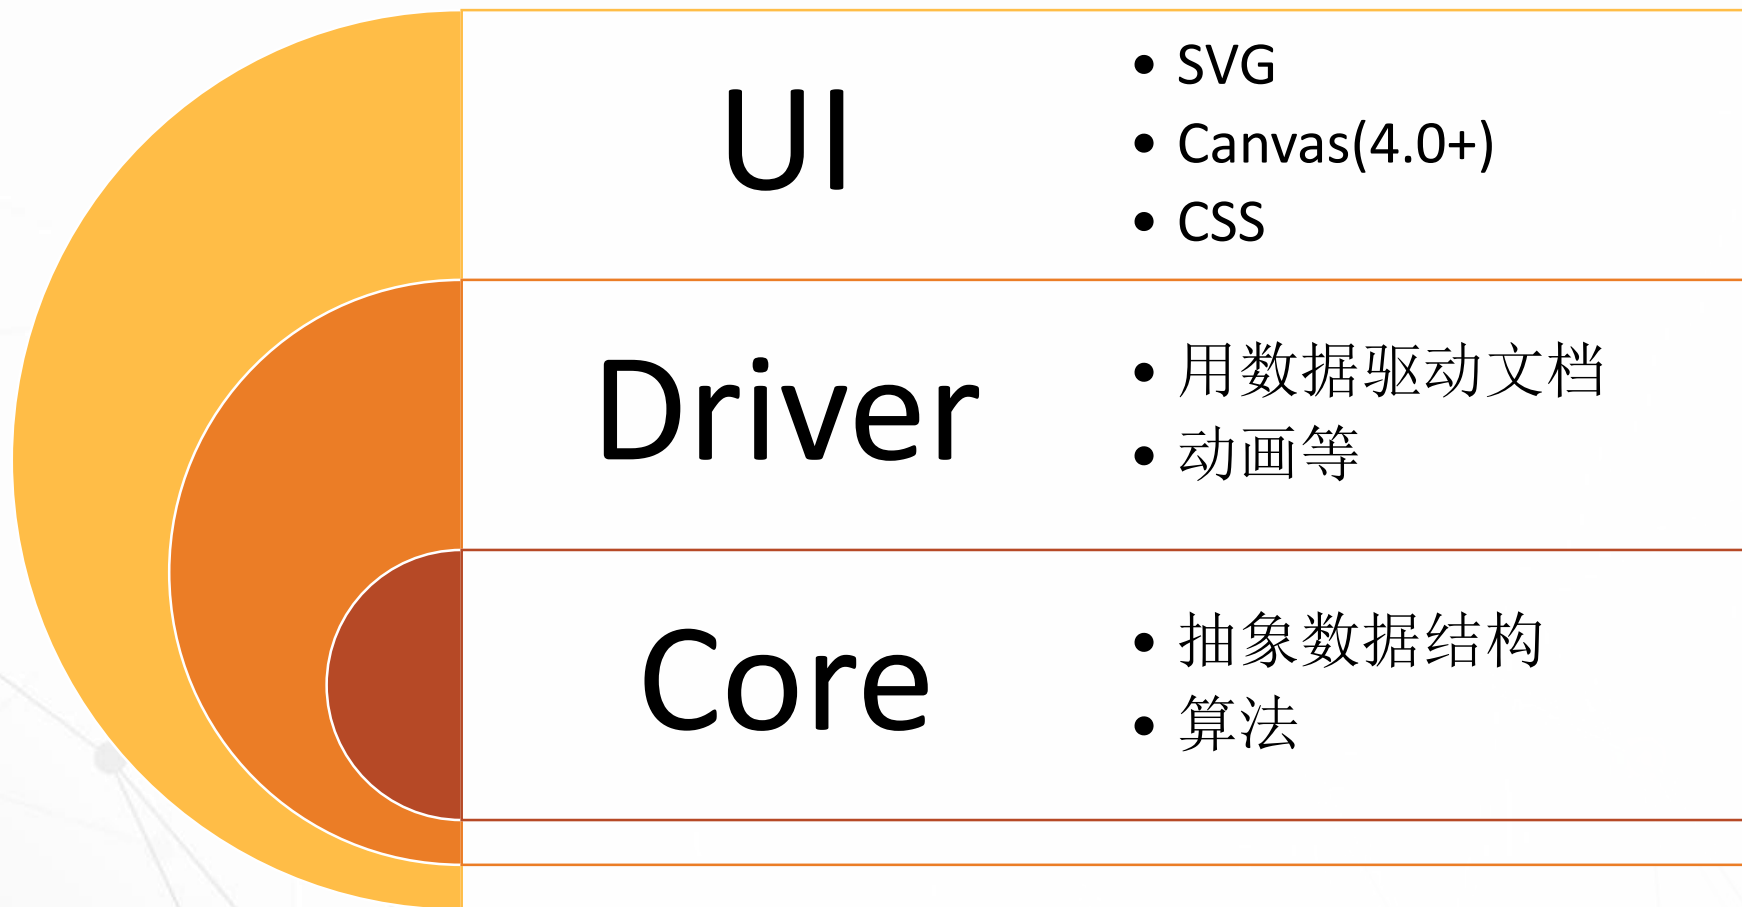 UI
• SVG
• Canvas(4.0+)
• CSS
Driver
• 用数据驱动文档
• 动画等
Core
• 抽象数据结构
• 算法